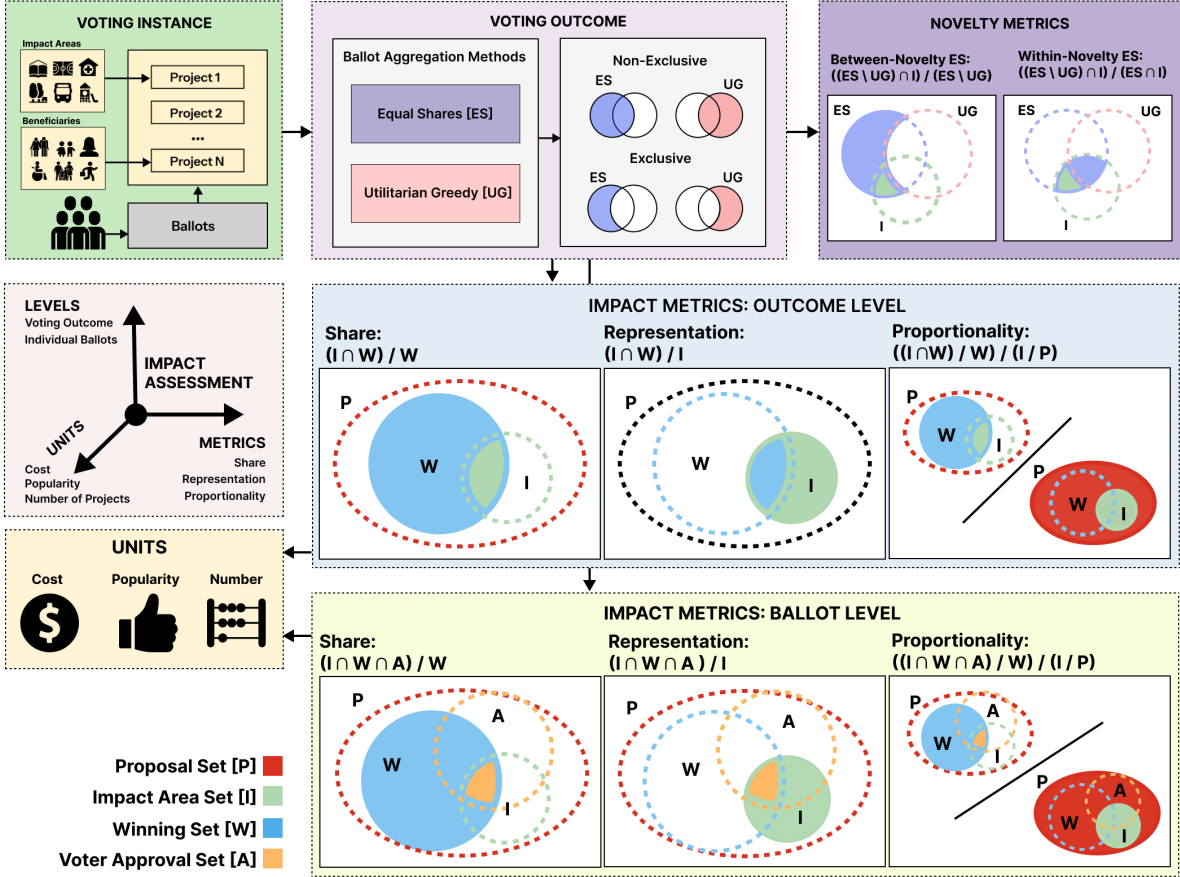 VOTING INSTANCE
Impact Areas
Beneficiaries
Project 1
Project 2
...
Project N
Ballots
VOTING OUTCOME
Ballot Aggregation Methods
Equal Shares [ES]
Utilitarian Greedy [UG]
Non-Exclusive
ES
UG
Exclusive
ES
UG
NOVELTY METRICS
Between-Novelty ES:
((ES \ UG) ∩ I) / (ES \ UG)
ES
UG
I
Within-Novelty ES:
((ES \ UG) ∩ I) / (ES ∩ I)
ES
UG
I
LEVELS
Voting Outcome
Individual Ballots
IMPACT
ASSESSMENT
UNITS
Cost
Popularity
Number of Projects
METRICS
Share
Representation
Proportionality
IMPACT METRICS: OUTCOME LEVEL
Share:
(I ∩ W) / W
P
W
I
Representation:
(I ∩ W) / I
P
W
I
Proportionality:
((I ∩W) / W) / (I / P)
P
W
I
P
W
I
UNITS
Cost
Popularity
Number
$
IMPACT METRICS: BALLOT LEVEL
Share:
(I ∩ W ∩ A) / W
P
A
W
I
Representation:
(I ∩ W ∩ A ) / I
P
A
W
I
Proportionality:
((I ∩ W ∩ A) / W) / (I / P)
P
A
W
I
P
A
W
I
Proposal Set [P]
Impact Area Set [I]
Winning Set [W]
Voter Approval Set [A]